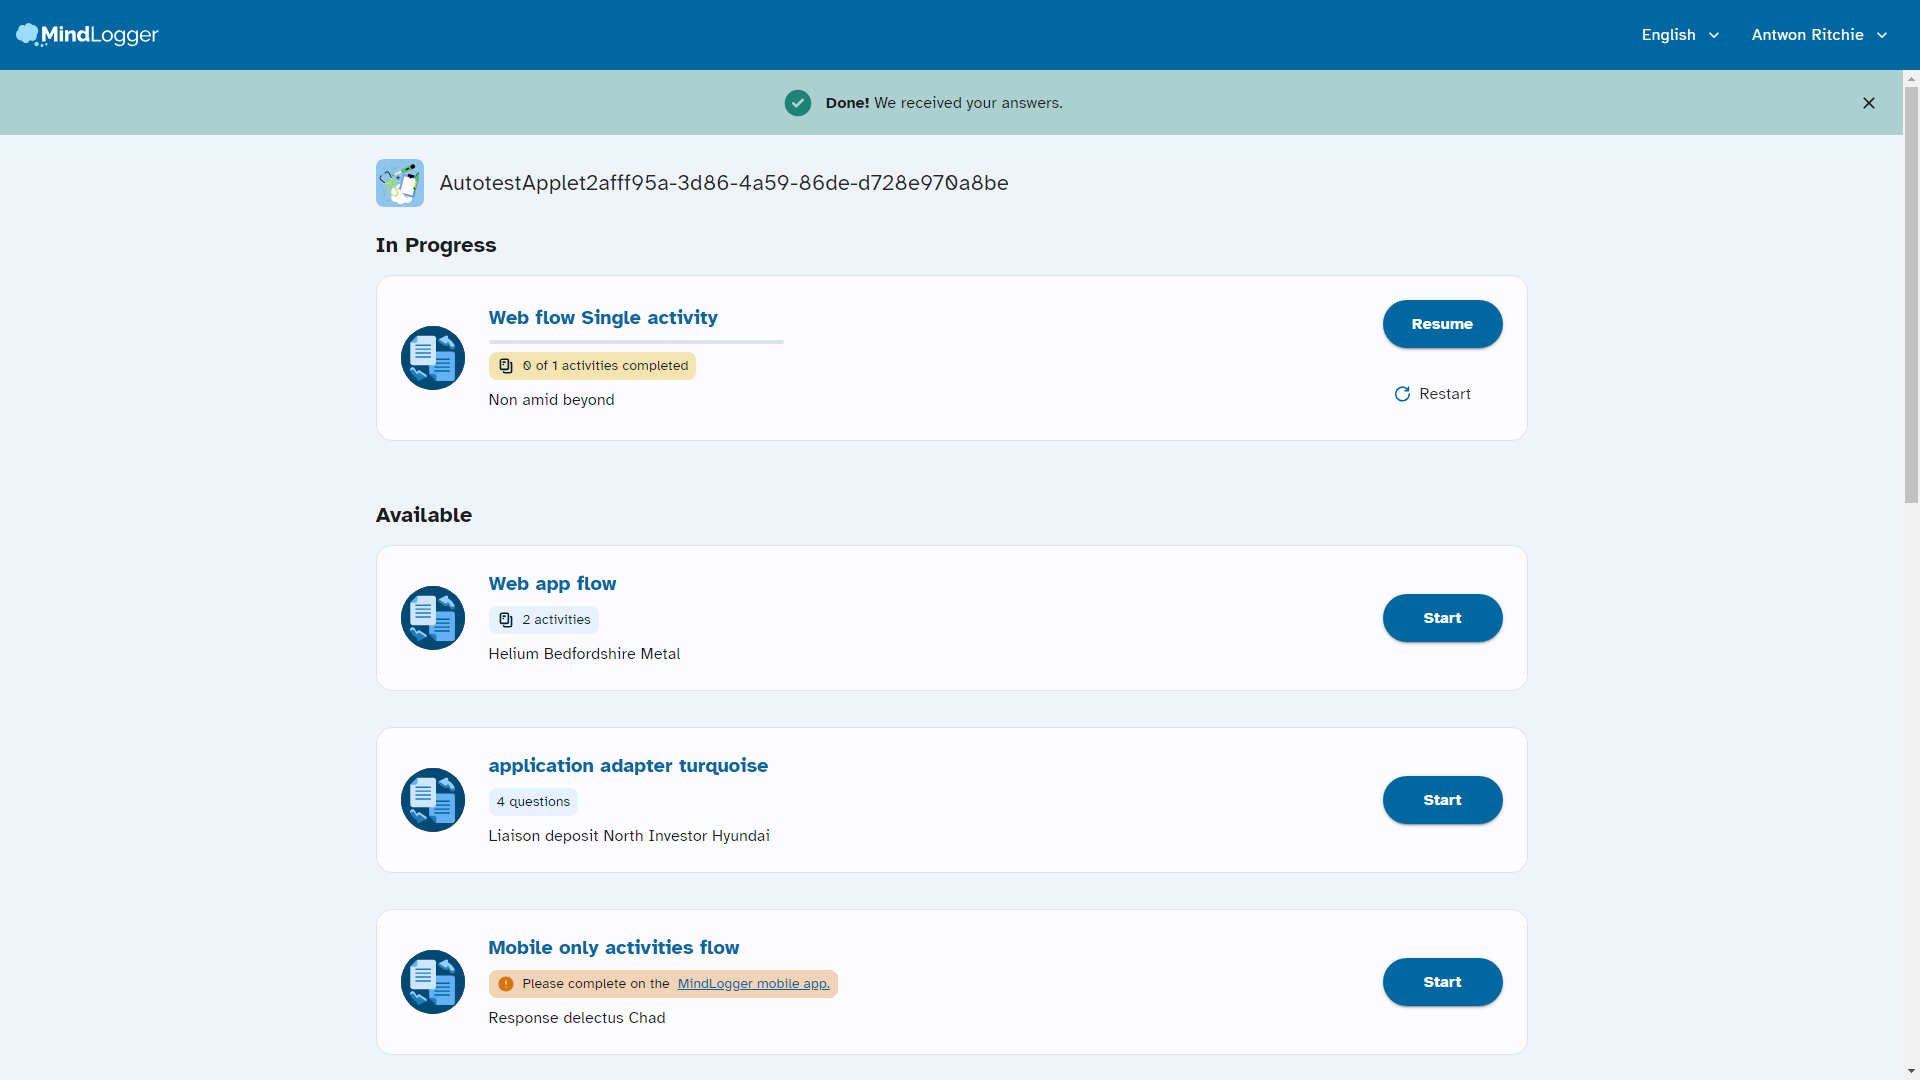 MindLogger
English
Antwon Ritchie
Done! We received your answers.
AutotestApplet2afff95a-3d86-4a59-86de-d728e970a8be
In Progress
Web flow Single activity
0 of 1 activities completed
Non amid beyond
Resume
Restart
Available
Web app flow
2 activities
Helium Bedfordshire Metal
Start
application adapter turquoise
4 questions
Liaison deposit North Investor Hyundai
Start
Mobile only activities flow
Please complete on the MindLogger mobile app.
Response delectus Chad
Start